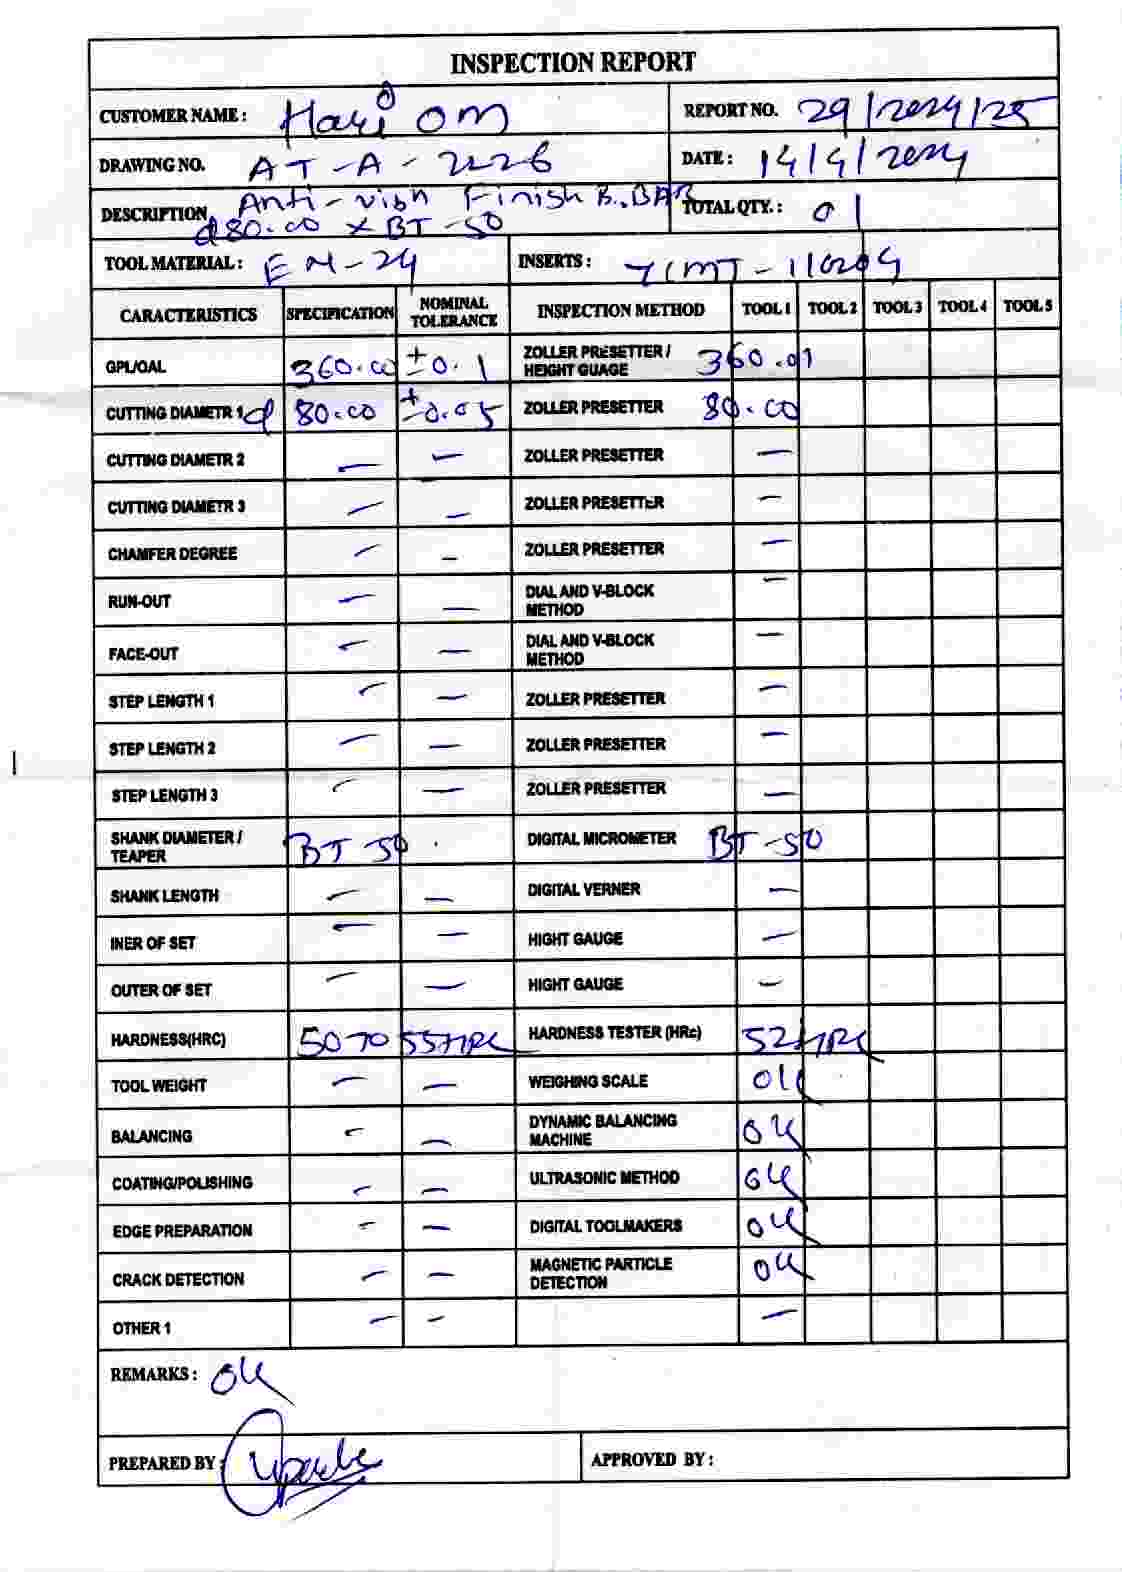 INSPECTION REPORT
CUSTOMER NAME : Hari OM
REPORT NO. 29/2024/25
DRAWING NO. AT-A-2226
DATE : 14/4/2024
DESCRIPTION Anti-vibn Finish B.BAR
d80.00 x BT-50
TOTAL QTY. : 01
TOOL MATERIAL : EN-24 INSERTS : TCMT-110204
CARACTERISTICS SPECIFICATION NOMINAL TOLERANCE INSPECTION METHOD TOOL 1 TOOL 2 TOOL 3 TOOL 4 TOOL 5
GPL/OAL 360.00 ±0.1 ZOLLER PRESETTER / HEIGHT GUAGE 360.01
CUTTING DIAMETR 1 d 80.00 ±0.05 ZOLLER PRESETTER 80.00
CUTTING DIAMETR 2 — — ZOLLER PRESETTER —
CUTTING DIAMETR 3 — — ZOLLER PRESETTER —
CHAMFER DEGREE — — ZOLLER PRESETTER —
RUN-OUT — — DIAL AND V-BLOCK METHOD —
FACE-OUT — — DIAL AND V-BLOCK METHOD —
STEP LENGTH 1 — — ZOLLER PRESETTER —
STEP LENGTH 2 — — ZOLLER PRESETTER —
STEP LENGTH 3 — — ZOLLER PRESETTER —
SHANK DIAMETER / TEAPER BT-50 DIGITAL MICROMETER BT-50
SHANK LENGTH — — DIGITAL VERNER —
INER OF SET — — HIGHT GAUGE —
OUTER OF SET — — HIGHT GAUGE —
HARDNESS(HRC) 50 TO 55HRC HARDNESS TESTER (HRc) 52HRC
TOOL WEIGHT — — WEIGHING SCALE OK
BALANCING — — DYNAMIC BALANCING MACHINE OK
COATING/POLISHING — — ULTRASONIC METHOD OK
EDGE PREPARATION — — DIGITAL TOOLMAKERS OK
CRACK DETECTION — — MAGNETIC PARTICLE DETECTION OK
OTHER 1 — — —
REMARKS : OK
PREPARED BY : APPROVED BY :